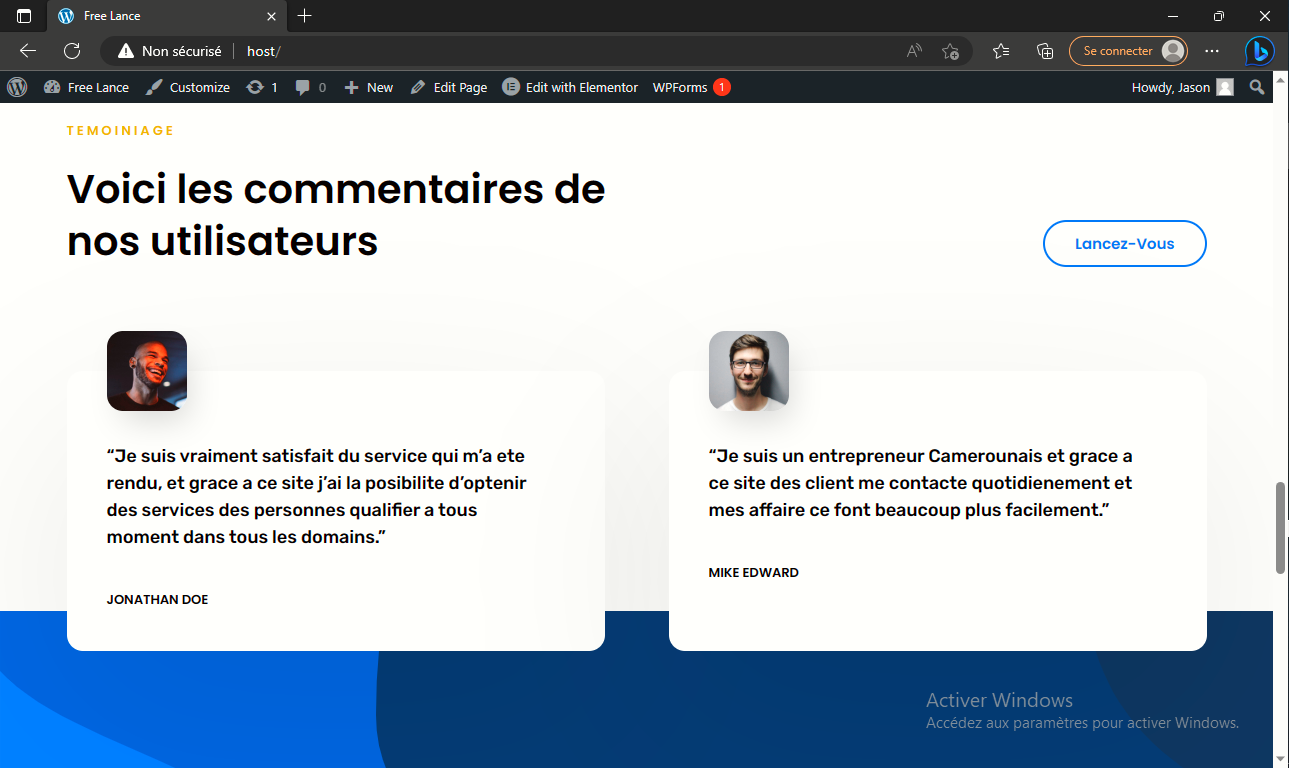 Free Lance
Non sécurisé host/
Se connecter
Free Lance Customize 1 0 New Edit Page Edit with Elementor WPForms 1 Howdy, Jason
TEMOINIAGE
Voici les commentaires de
nos utilisateurs
Lancez-Vous
“Je suis vraiment satisfait du service qui m’a ete
rendu, et grace a ce site j’ai la posibilite d’optenir
des services des personnes qualifier a tous
moment dans tous les domains.”
JONATHAN DOE
“Je suis un entrepreneur Camerounais et grace a
ce site des client me contacte quotidienement et
mes affaire ce font beaucoup plus facilement.”
MIKE EDWARD
Activer Windows
Accédez aux paramètres pour activer Windows.